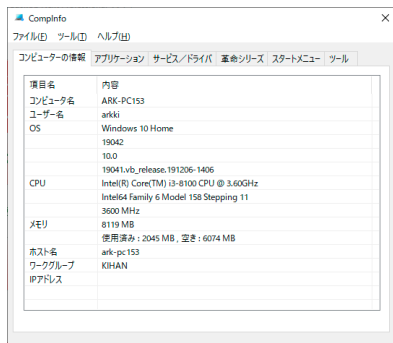 CompInfo
ファイル(F) ツール(T) ヘルプ(H)
コンピューターの情報 アプリケーション サービス/ドライバ 革命シリーズ スタートメニュー ツール
項目名 内容
コンピュータ名 ARK-PC153
ユーザー名 arkki
OS Windows 10 Home
19042
10.0
19041.vb_release.191206-1406
CPU Intel(R) Core(TM) i3-8100 CPU @ 3.60GHz
Intel64 Family 6 Model 158 Stepping 11
3600 MHz
メモリ 8119 MB
使用済み : 2045 MB , 空き : 6074 MB
ホスト名 ark-pc153
ワークグループ KIHAN
IPアドレス